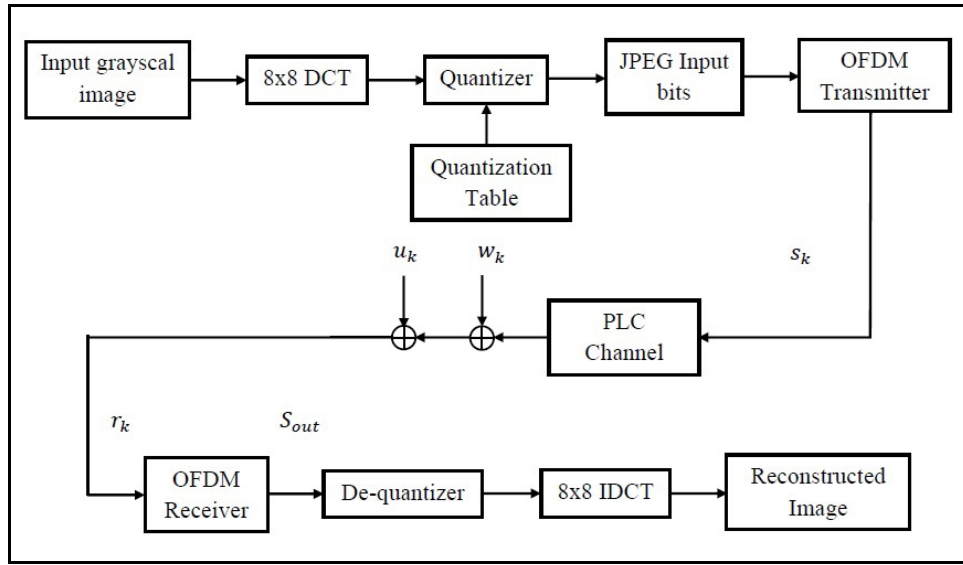 Input grayscal
image
8x8 DCT
Quantizer
JPEG Input
bits
OFDM
Transmitter
Quantization
Table
u_k
w_k
s_k
PLC
Channel
r_k
S_out
OFDM
Receiver
De-quantizer
8x8 IDCT
Reconstructed
Image